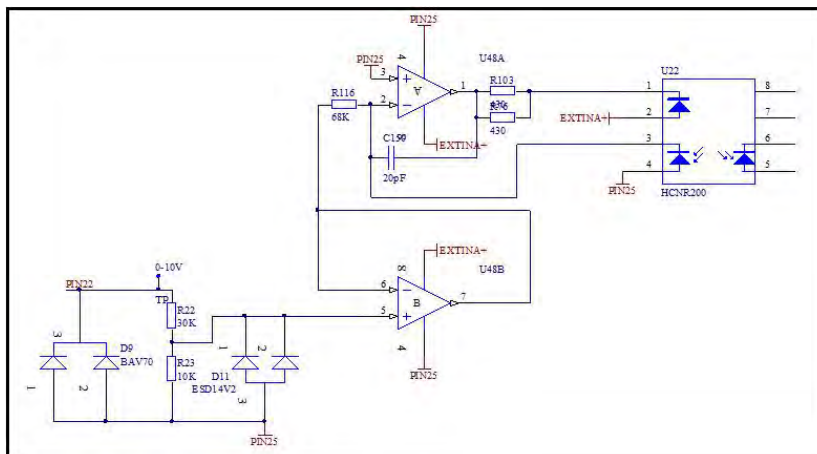 PIN25
4
U48A
PIN25
3
+
A
1
R103
U22
1
8
R116
2
−
430
7
68K
EXTINA+
2
430
C159
EXTINA+
3
6
20pF
4
5
PIN25
HCNR200
EXTINA+
0-10V
8
U48B
PIN22
6
−
B
7
TP
R22
5
+
30K
3
1
2
4
D9
R23
PIN25
BAV70
10K
D11
1
2
ESD14V2
3
PIN25